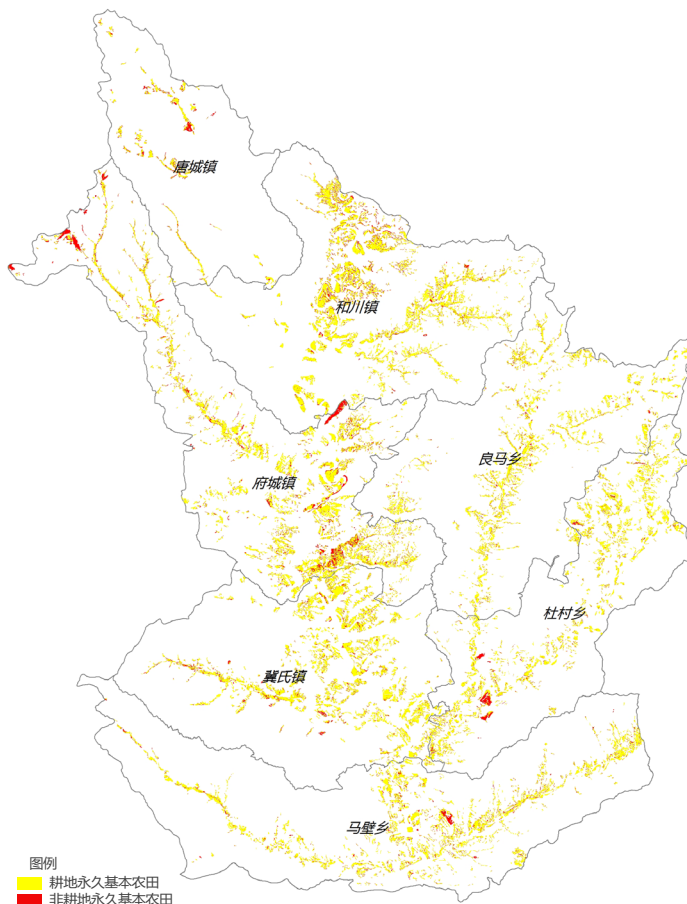 唐城镇
和川镇
良马乡
府城镇
杜村乡
冀氏镇
马壁乡
图例
耕地永久基本农田
非耕地永久基本农田